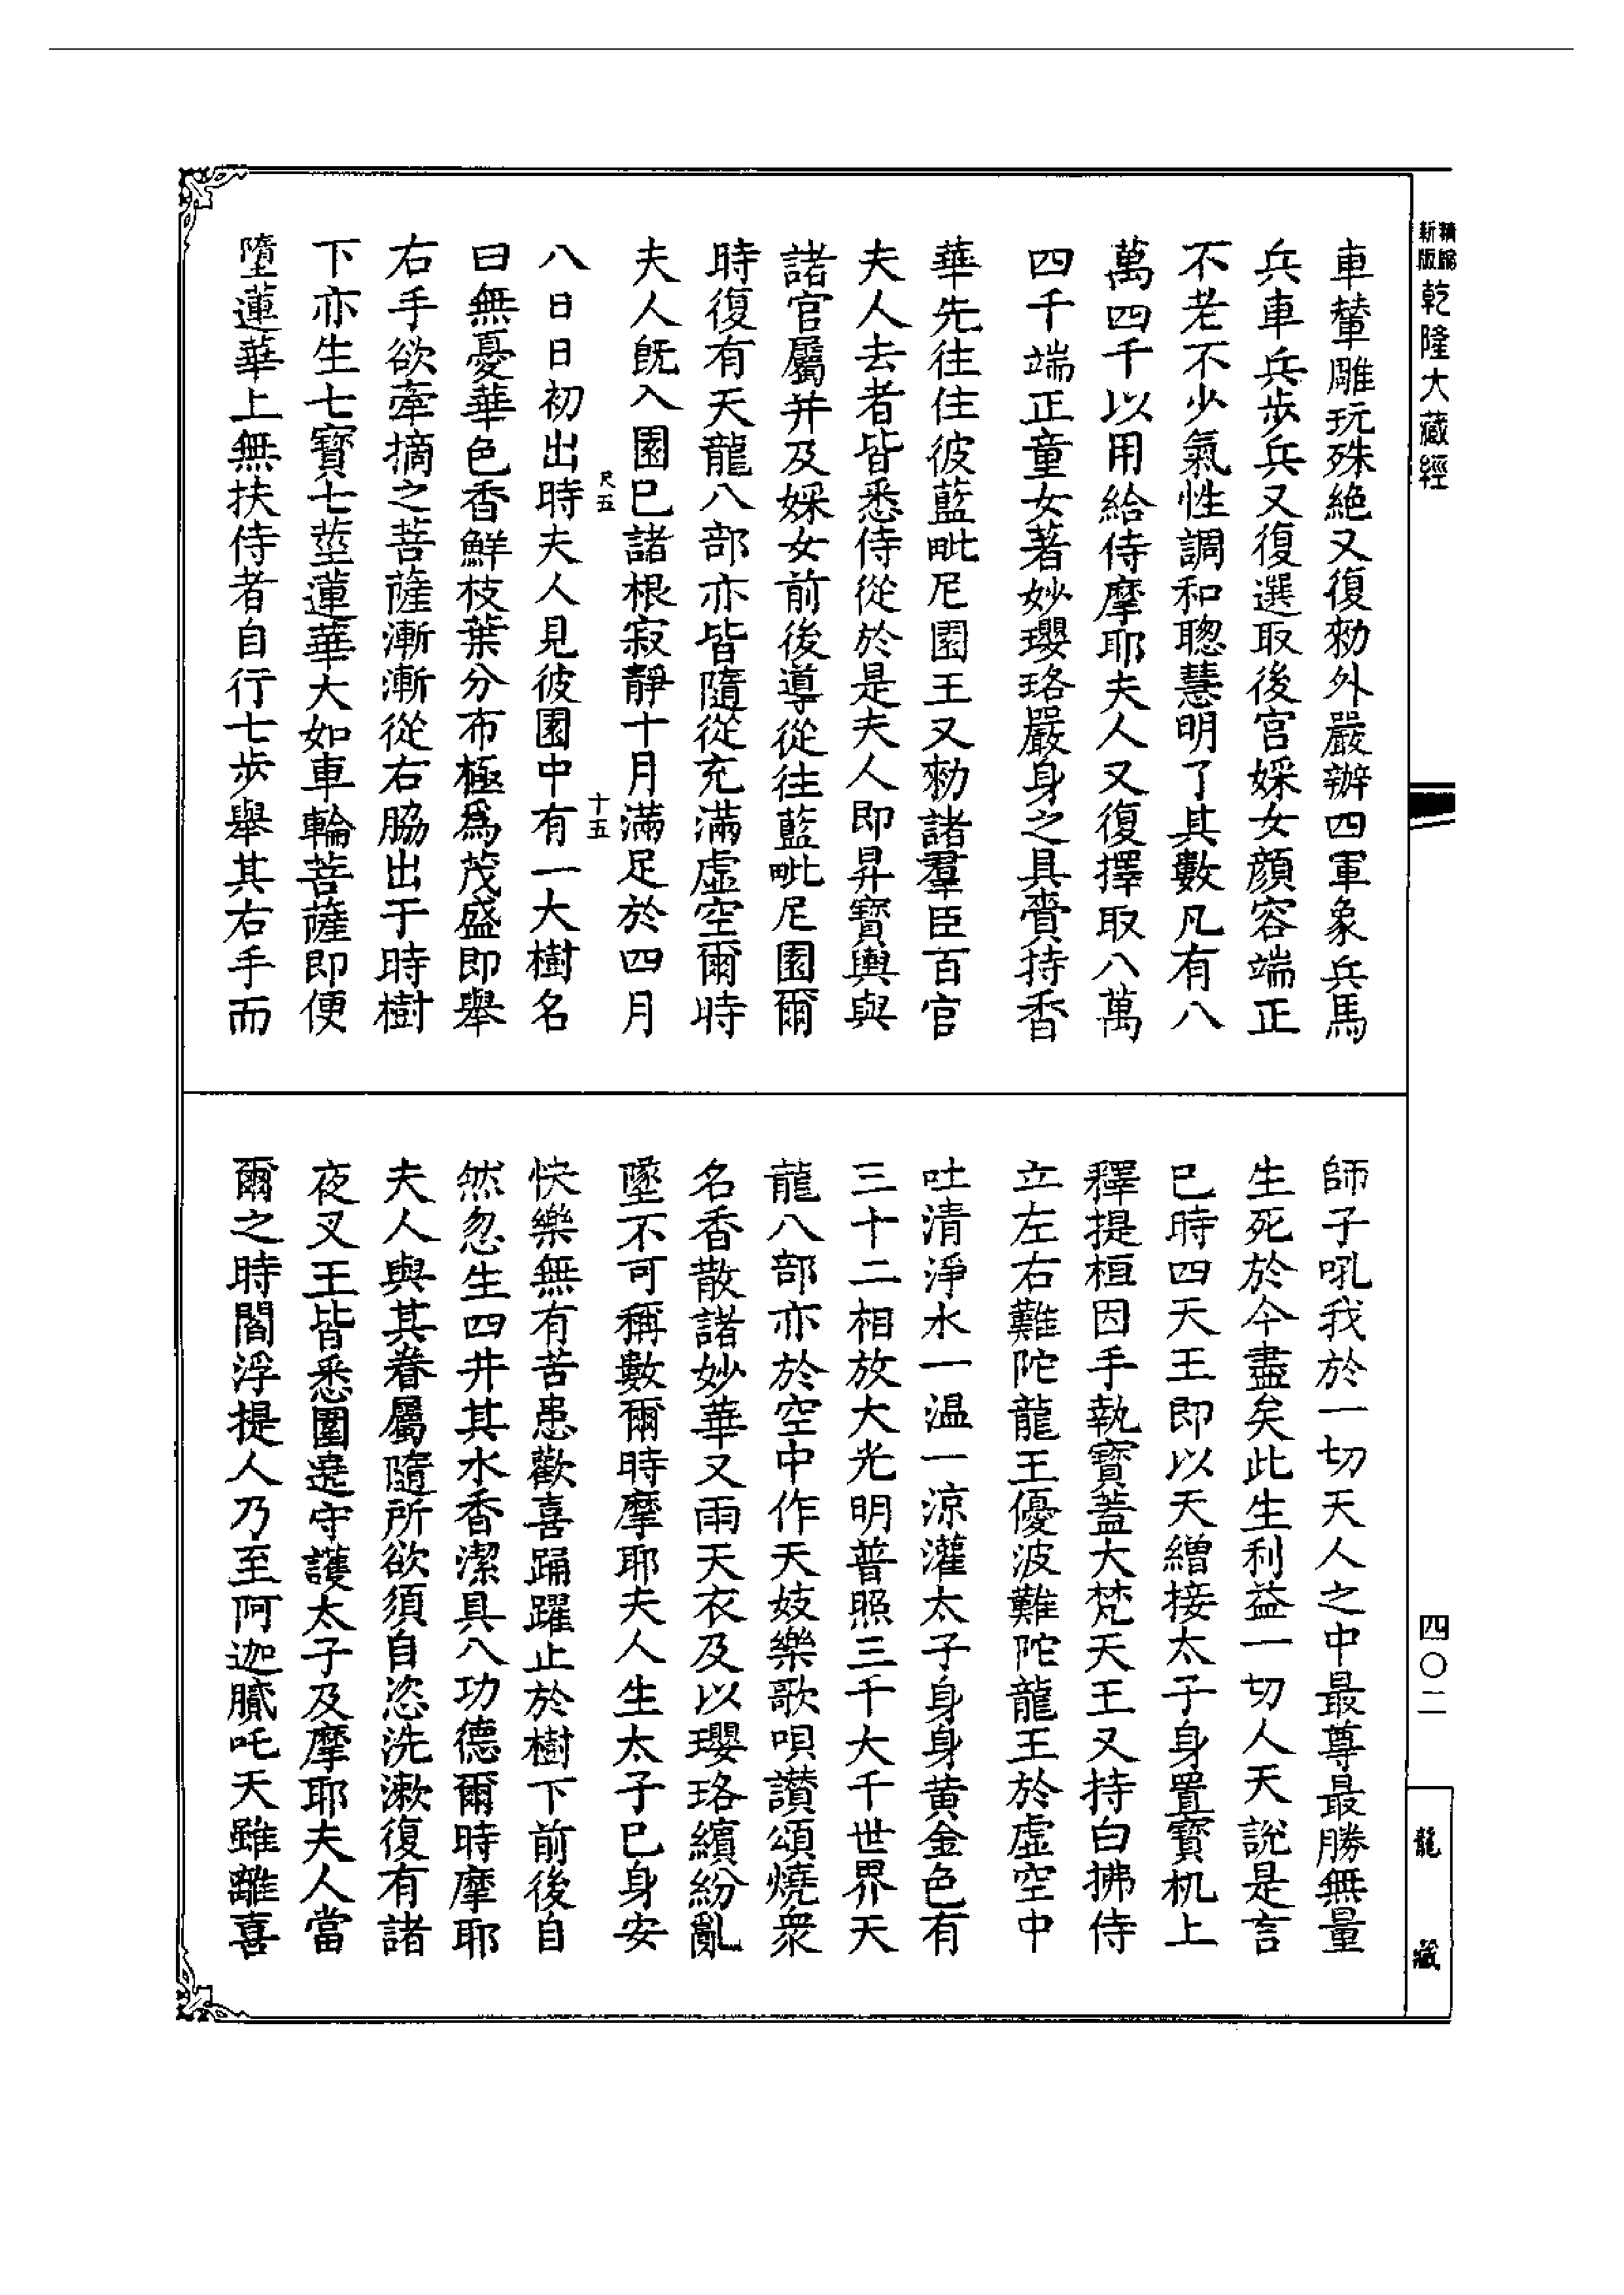 新編
新版乾隆大藏經
車輦雕玩殊絶又復勑外嚴辦四軍象兵馬
兵車兵步兵又復選取後宮婇女顔容端正
不老不少氣性調和聰慧明了其數凡有八
萬四千以用給侍摩耶夫人又復擇取八萬
四千端正童女著妙瓔珞嚴身之具賫持香
華先往住彼藍毗尼園王又勑諸羣臣百官
夫人去者皆悉侍從於是夫人即昇寶輿與
諸官屬并及婇女前後導從往藍毗尼園爾
時復有天龍八部亦皆隨從充滿虛空爾時
夫人既入園已諸根寂靜十月滿足於四月
尺五
十五
八日日初出時夫人見彼園中有一大樹名
曰無憂華色香鮮枝葉分布極爲茂盛即舉
右手欲牽摘之菩薩漸漸從右脇出于時樹
下亦生七寶七莖蓮華大如車輪菩薩即便
墮蓮華上無扶侍者自行七步舉其右手而
師子吼我於一切天人之中最尊最勝無量
生死於今盡矣此生利益一切人天說是言
已時四天王即以天繒接太子身置寶机上
釋提桓因手執寶蓋大梵天王又持白拂侍
立左右難陀龍王優波難陀龍王於虛空中
吐清淨水一温一涼灌太子身身黃金色有
三十二相放大光明普照三千大千世界天
龍八部亦於空中作天妓樂歌唄讚頌燒衆
名香散諸妙華又雨天衣及以瓔珞繽紛亂
墜不可稱數爾時摩耶夫人生太子已身安
快樂無有苦患歡喜踊躍止於樹下前後自
然忽生四井其水香潔具八功德爾時摩耶
夫人與其眷屬隨所欲須自恣洗漱復有諸
夜叉王皆悉圍遶守護太子及摩耶夫人當
爾之時閻浮提人乃至阿迦膩吒天雖離喜
四〇二
龍藏